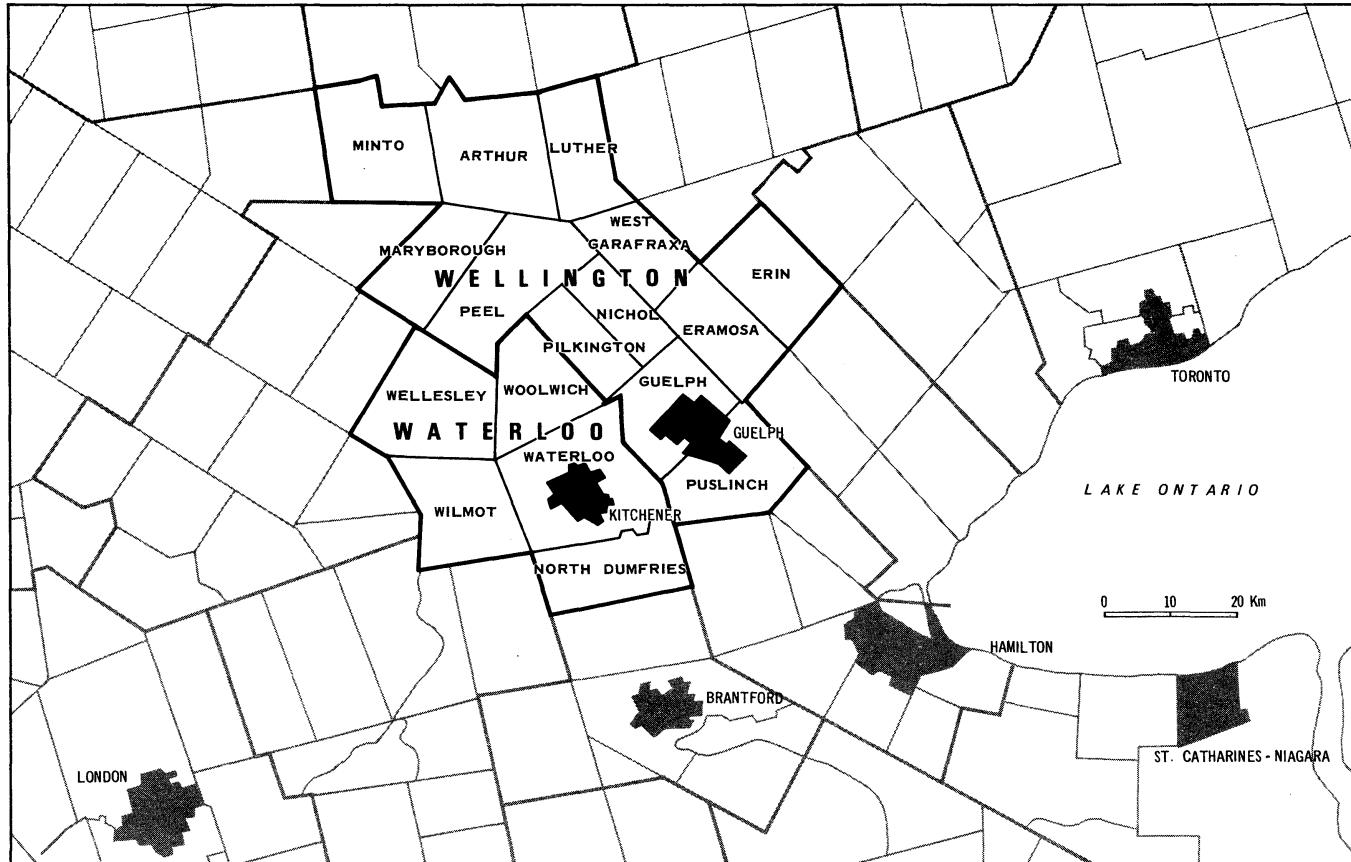 MINTO
ARTHUR
LUTHER
WEST
GARAFRAXA
MARYBOROUGH
WELLINGTON
ERIN
PEEL
NICHOL
ERAMOSA
PILKINGTON
GUELPH
WELLESLEY
WOOLWICH
TORONTO
WATERLOO
GUELPH
WATERLOO
PUSLINCH
LAKE ONTARIO
WILMOT
KITCHENER
NORTH DUMFRIES
0 10 20 Km
HAMILTON
BRANTFORD
ST. CATHARINES - NIAGARA
LONDON